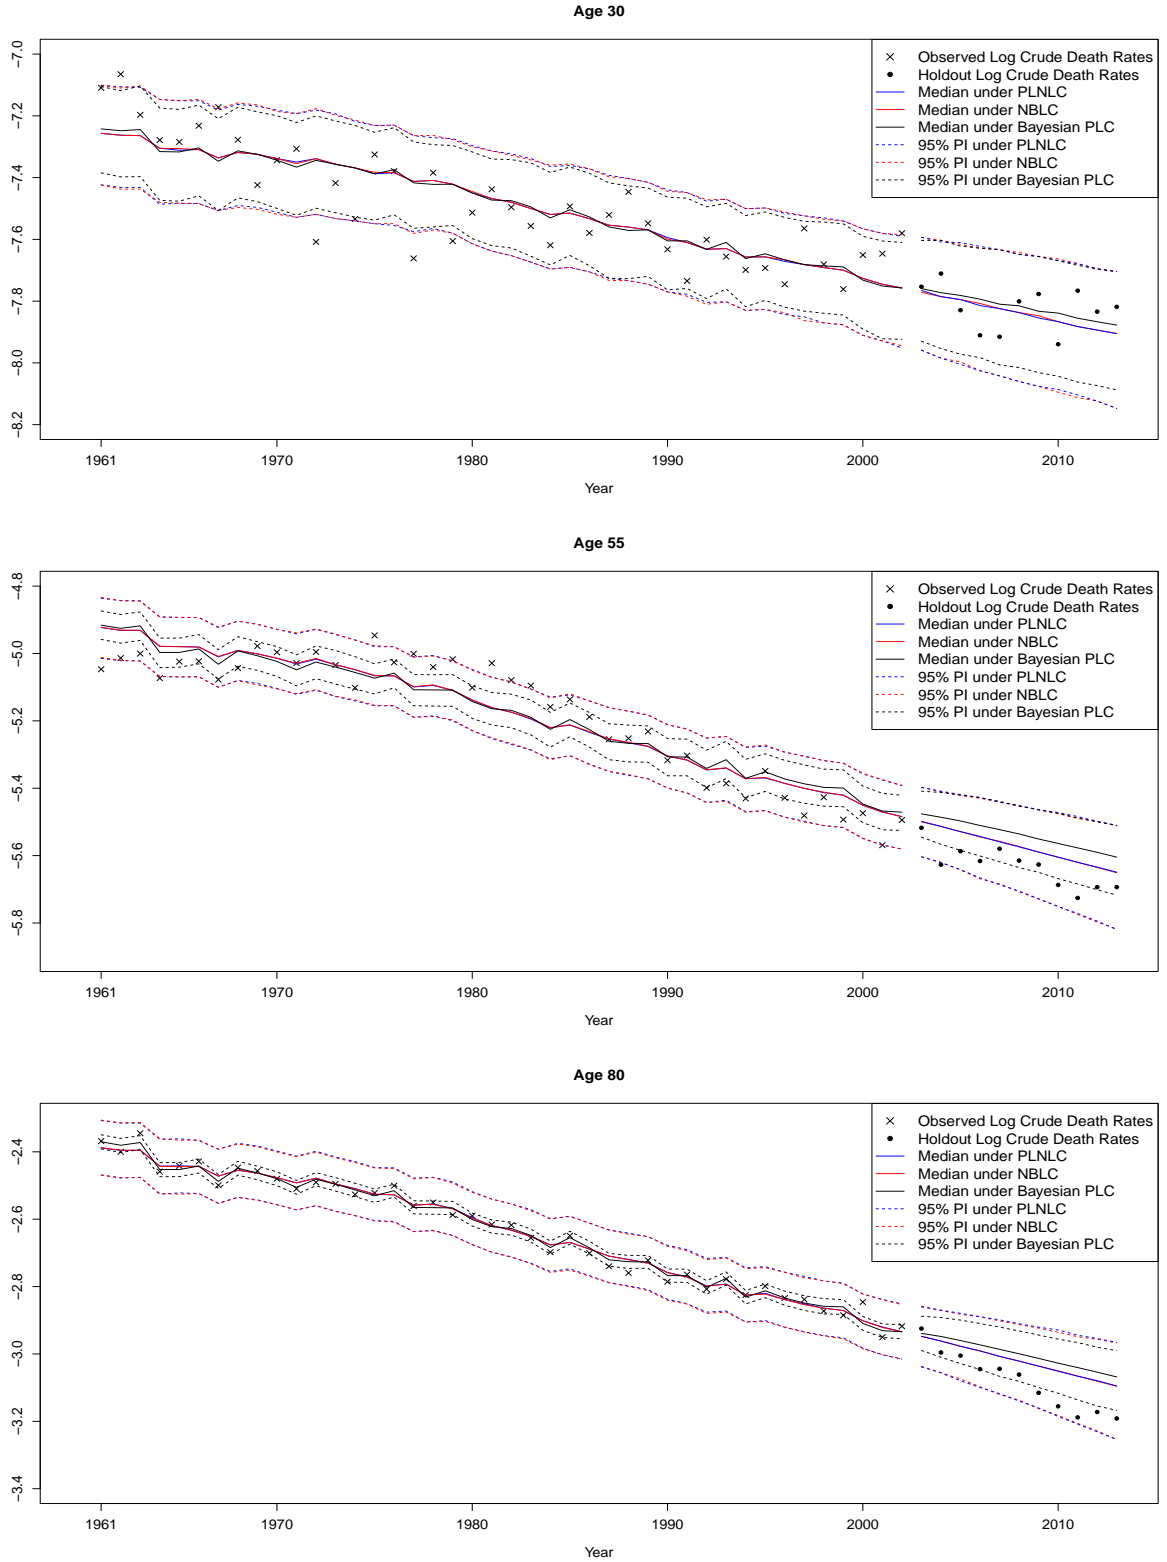 Age 30
−7.0
−7.2
−7.4
−7.6
−7.8
−8.0
−8.2
Observed Log Crude Death Rates
Holdout Log Crude Death Rates
Median under PLNLC
Median under NBLC
Median under Bayesian PLC
95% PI under PLNLC
95% PI under NBLC
95% PI under Bayesian PLC
1961 1970 1980 1990 2000 2010
Year
Age 55
−4.8
−5.0
−5.2
−5.4
−5.6
−5.8
Observed Log Crude Death Rates
Holdout Log Crude Death Rates
Median under PLNLC
Median under NBLC
Median under Bayesian PLC
95% PI under PLNLC
95% PI under NBLC
95% PI under Bayesian PLC
1961 1970 1980 1990 2000 2010
Year
Age 80
−2.4
−2.6
−2.8
−3.0
−3.2
−3.4
Observed Log Crude Death Rates
Holdout Log Crude Death Rates
Median under PLNLC
Median under NBLC
Median under Bayesian PLC
95% PI under PLNLC
95% PI under NBLC
95% PI under Bayesian PLC
1961 1970 1980 1990 2000 2010
Year